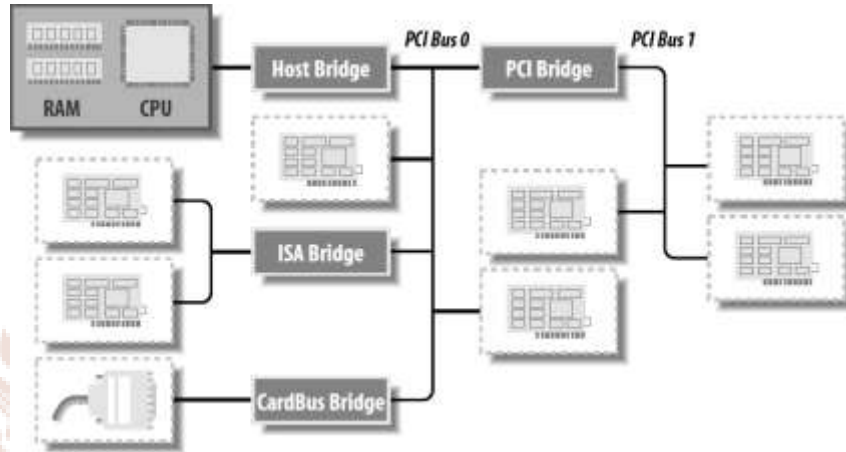 PCI Bus 0
PCI Bus 1
Host Bridge
PCI Bridge
RAM
CPU
ISA Bridge
CardBus Bridge